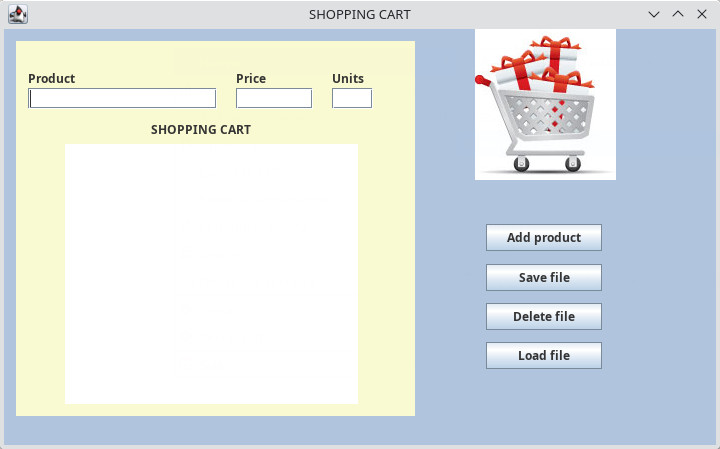 SHOPPING CART
Product Price Units
SHOPPING CART
Add product
Save file
Delete file
Load file